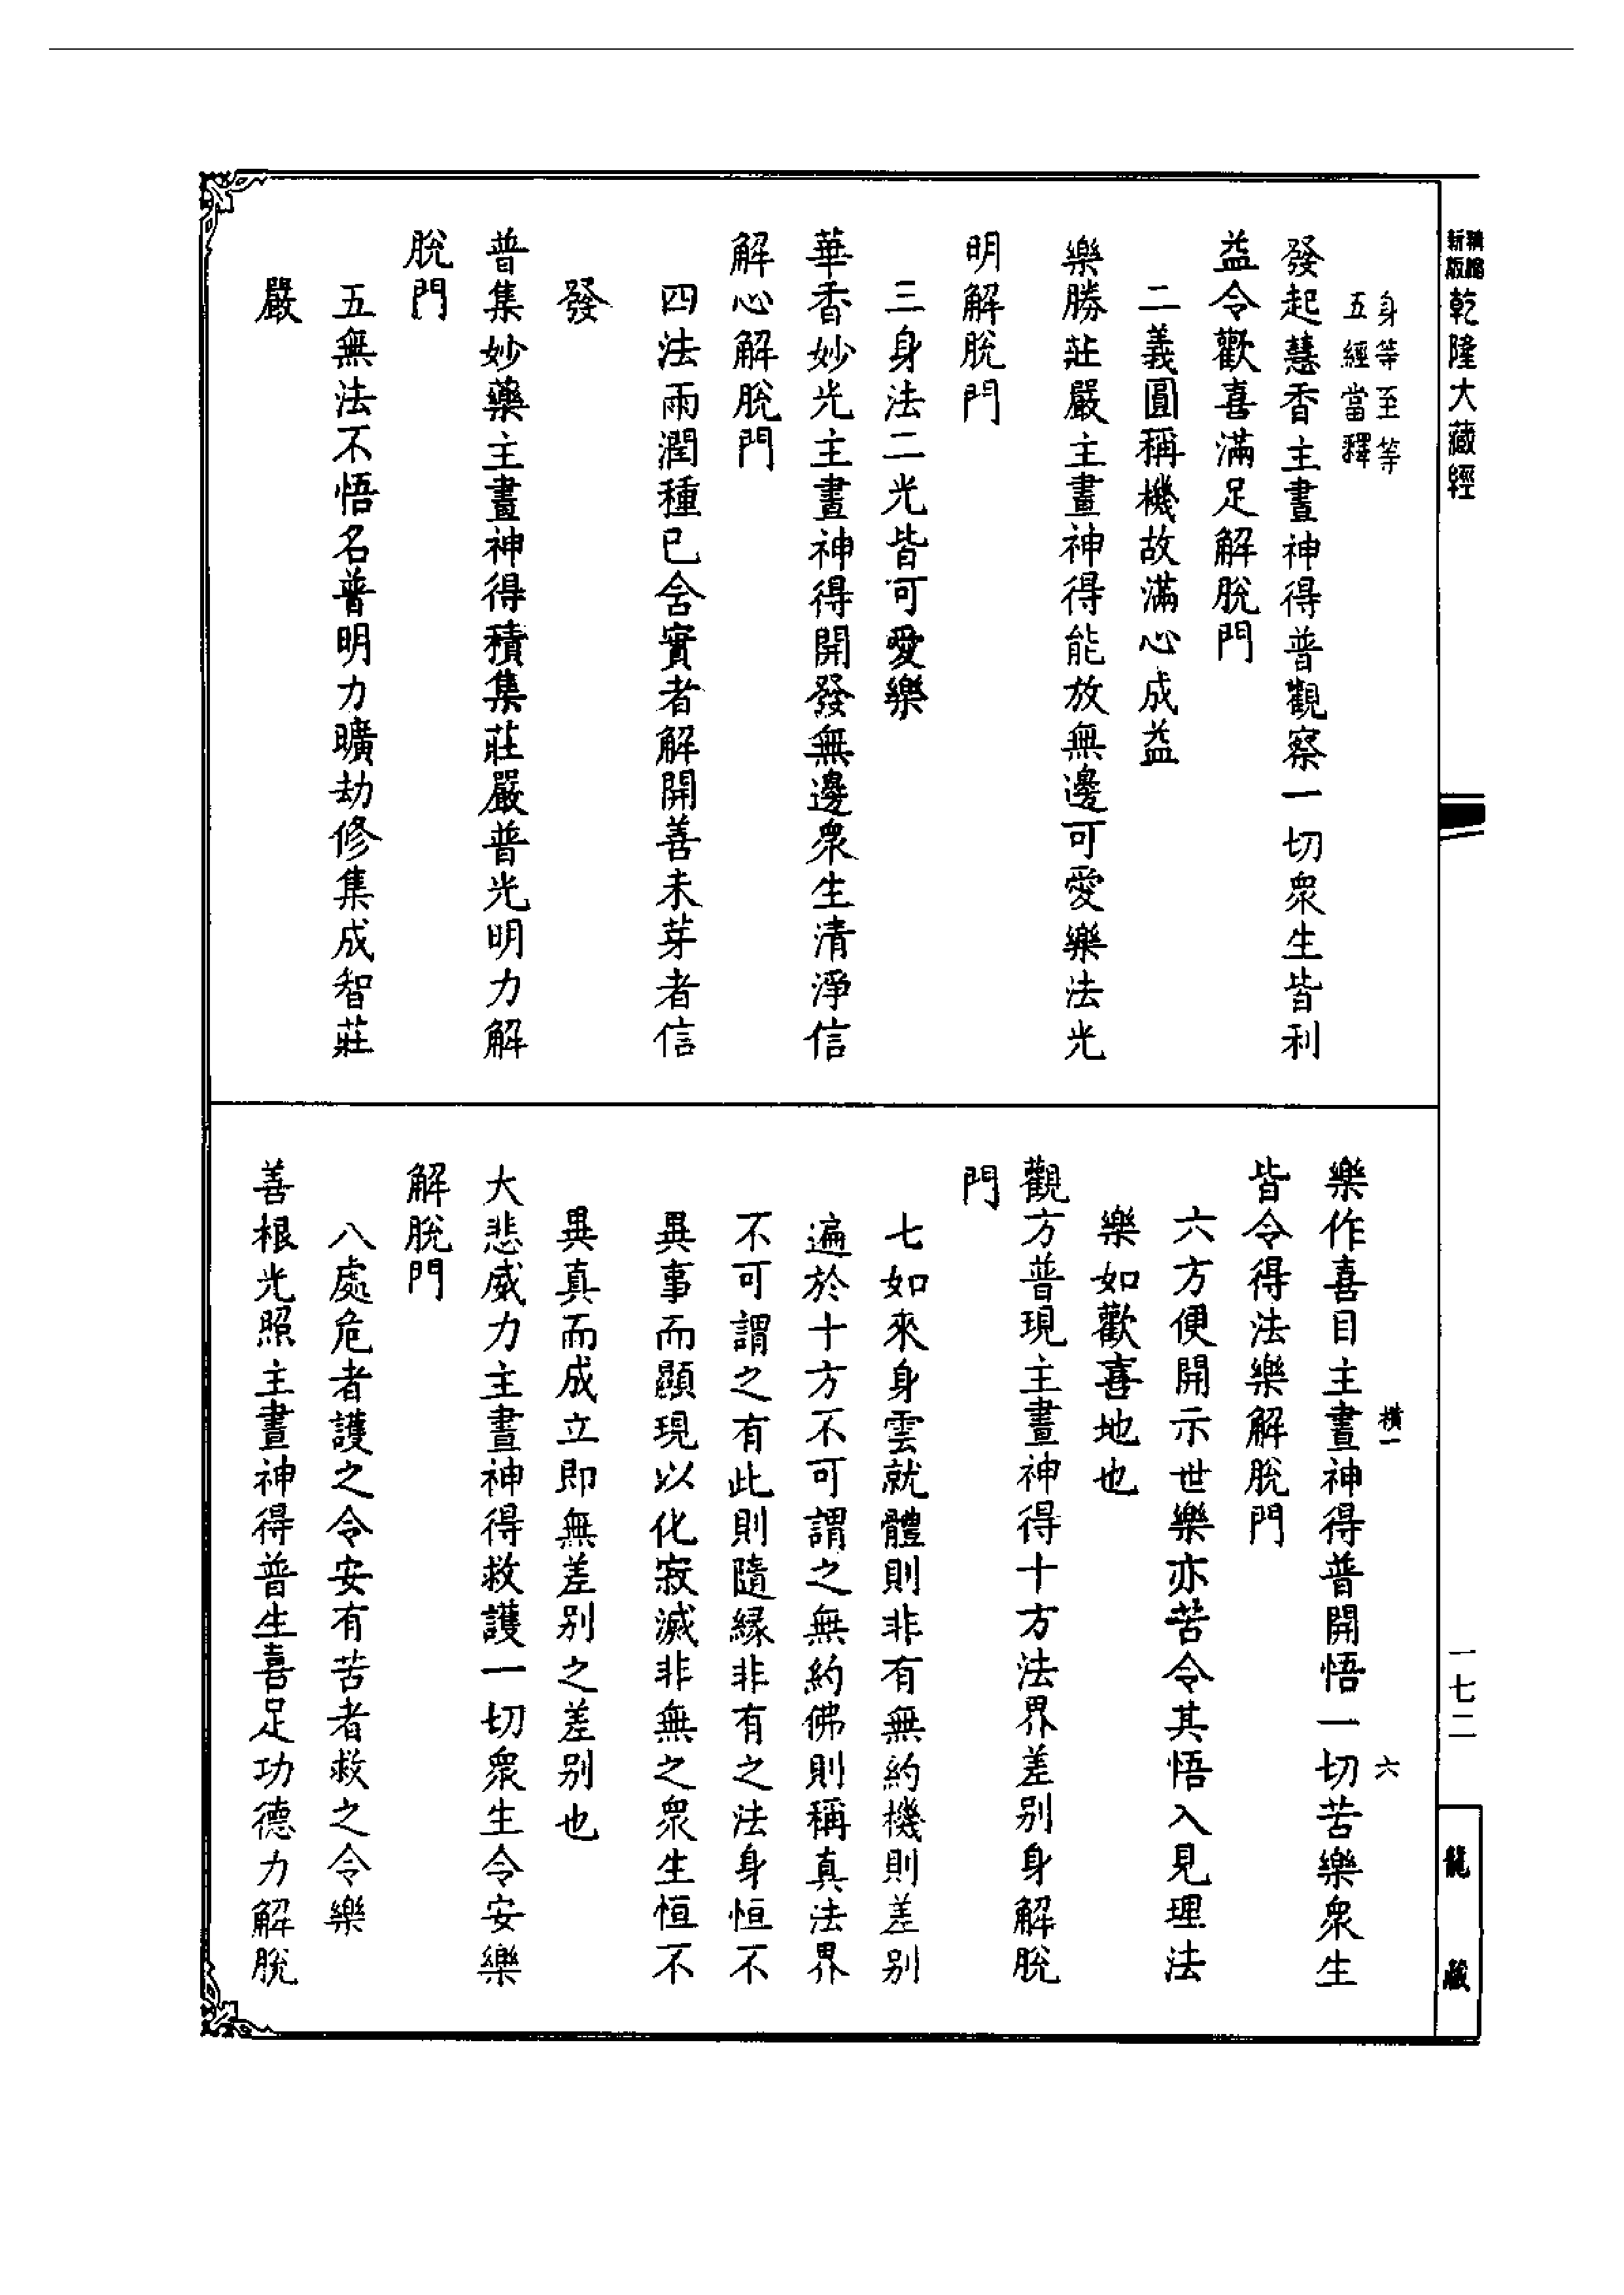 新版
精縮
乾隆大藏經
一七二
龍藏
身等至等
五經當釋
發起慧香主晝神得普觀察一切衆生皆利
益令歡喜滿足解脫門
二義圓稱機故滿心成益
樂勝莊嚴主晝神得能放無邊可愛樂法光
明解脫門
三身法二光皆可愛樂
華香妙光主晝神得開發無邊衆生清淨信
解心解脫門
四法雨潤種已含實者解開善未芽者信
發
普集妙藥主晝神得積集莊嚴普光明力解
脫門
五無法不悟名普明力曠劫修集成智莊
嚴
橫一
六
樂作喜目主晝神得普開悟一切苦樂衆生
皆令得法樂解脫門
六方便開示世樂亦苦令其悟入見理法
樂如歡喜地也
觀方普現主晝神得十方法界差別身解脫
門
七如來身雲就體則非有無約機則差別
遍於十方不可謂之無約佛則稱真法界
不可謂之有此則隨緣非有之法身恒不
異事而顯現以化寂滅非無之衆生恒不
異真而成立即無差別之差別也
大悲威力主晝神得救護一切衆生令安樂
解脫門
八處危者護之令安有苦者救之令樂
善根光照主晝神得普生喜足功德力解脫